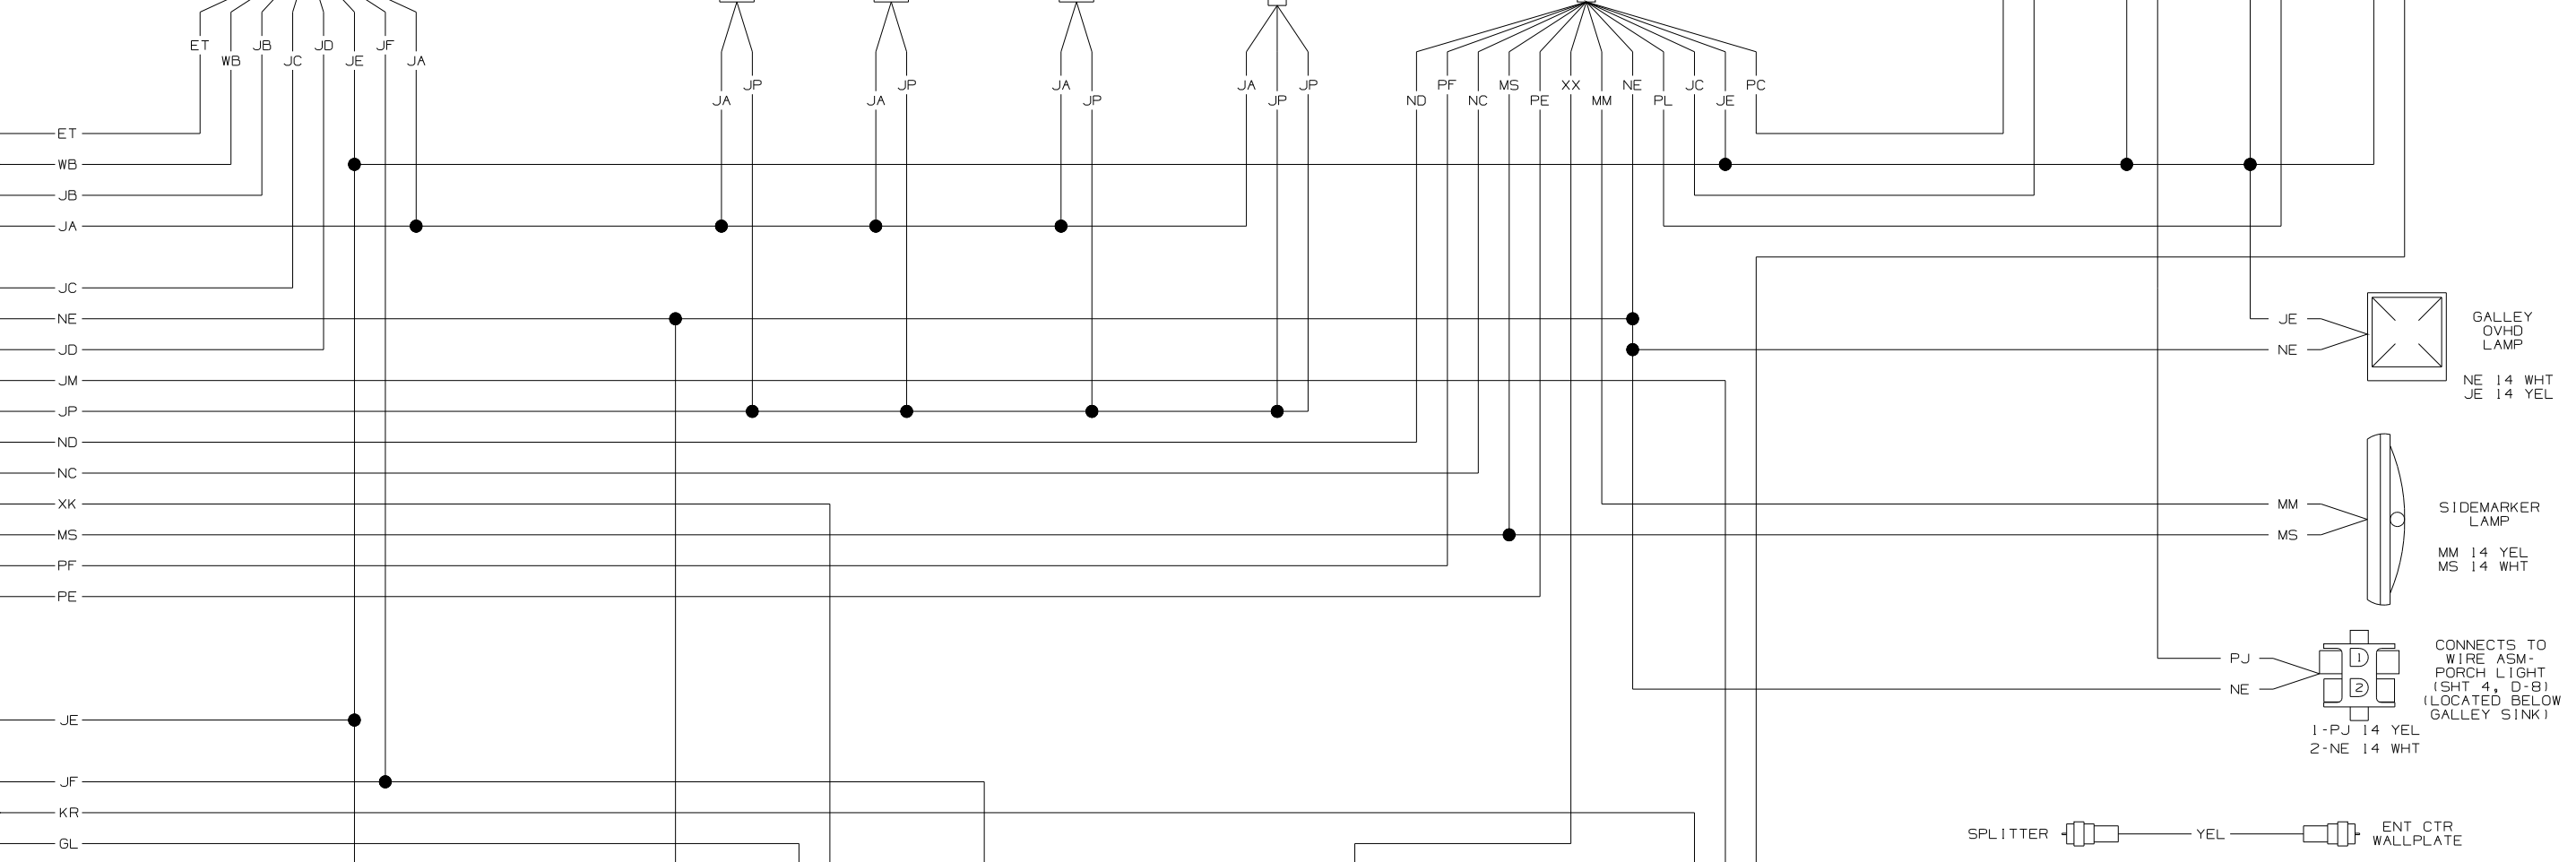 ET JB JD JF
WB JC JE JA
JP JP JA JA JP PF MS XX NE JC PC
JA JA JP JP ND NC PE MM PL JE
ET
WB
JB
JA
JC
NE
JD
JM
JP
ND
NC
XK
MS
PF
PE
JE
JF
KR
GL
JE
NE
GALLEY
OVHD
LAMP
NE 14 WHT
JE 14 YEL
MM
MS
SIDEMARKER
LAMP
MM 14 YEL
MS 14 WHT
PJ
NE
1
2
CONNECTS TO
WIRE ASM-
PORCH LIGHT
(SHT 4, D-8)
(LOCATED BELOW
GALLEY SINK)
1-PJ 14 YEL
2-NE 14 WHT
SPLITTER YEL ENT CTR
WALLPLATE